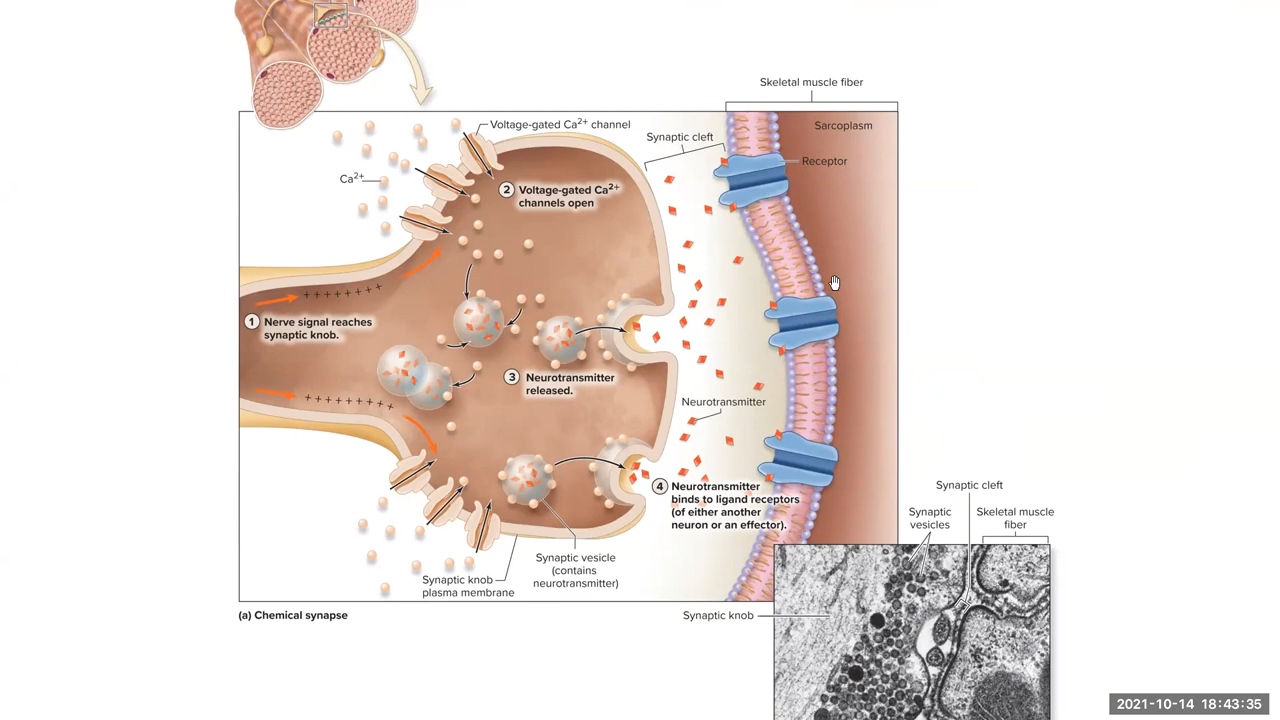 Skeletal muscle fiber
Voltage-gated Ca2+ channel
Synaptic cleft
Sarcoplasm
Receptor
Ca2+
2 Voltage-gated Ca2+
channels open
1 Nerve signal reaches
synaptic knob.
+ + + + + + + + +
3 Neurotransmitter
released.
+ + + + + + + + + +
Neurotransmitter
4 Neurotransmitter
binds to ligand receptors
(of either another
neuron or an effector).
Synaptic vesicle
(contains
neurotransmitter)
Synaptic knob
plasma membrane
(a) Chemical synapse
Synaptic cleft
Synaptic
vesicles
Skeletal muscle
fiber
Synaptic knob
2021-10-14 18:43:35